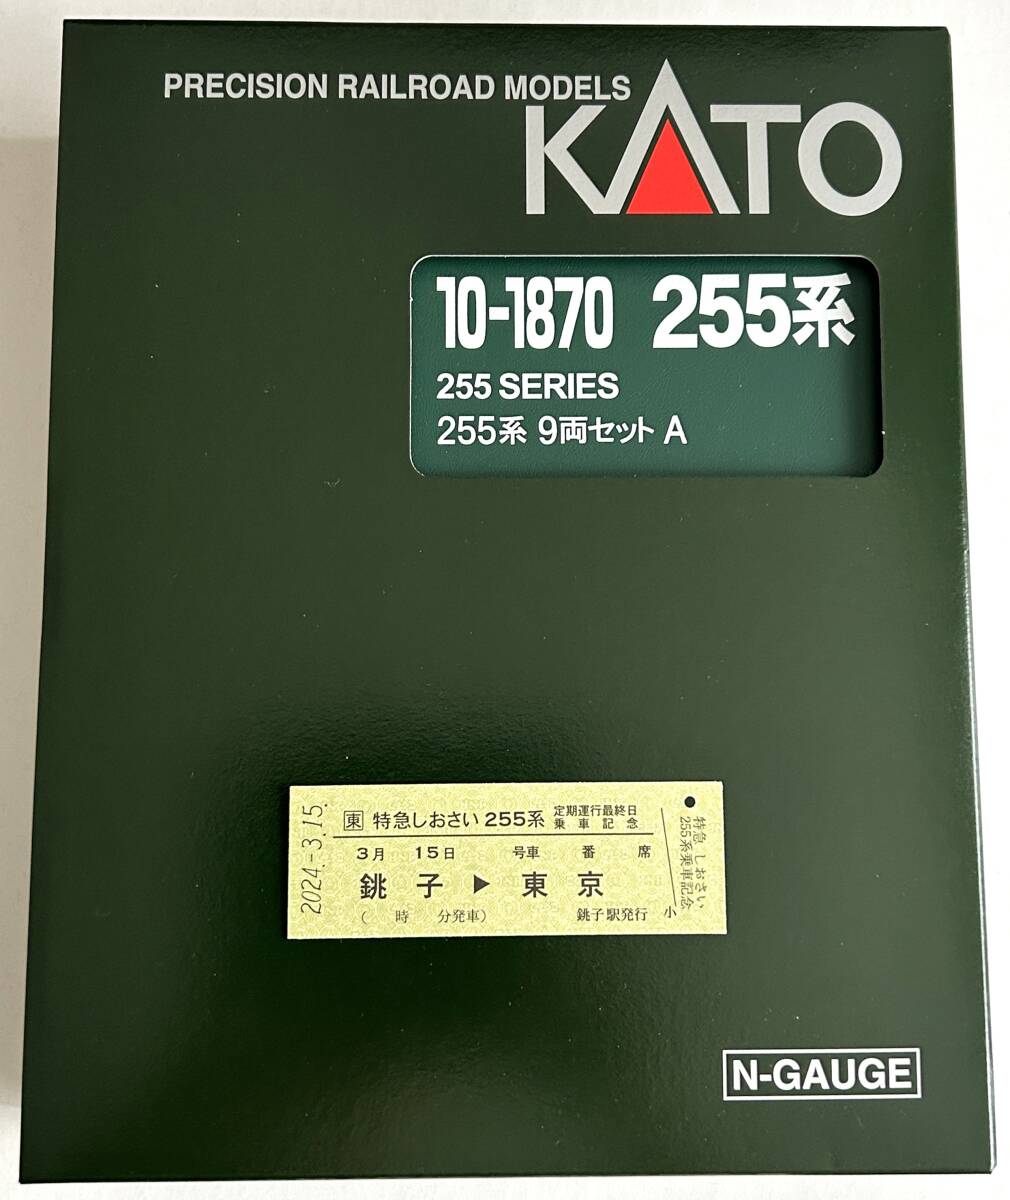 PRECISION RAILROAD MODELS
KATO
10-1870 255系
255 SERIES
255系 9両セット A
2024.-3.15.
東 特急しおさい 255系 定期運行最終日
乗車記念
3月 15日 号車 番 席
銚子 ▶ 東京
( 時 分発車) 銚子駅発行
小
特急 しおさい
255系乗車記念
N-GAUGE